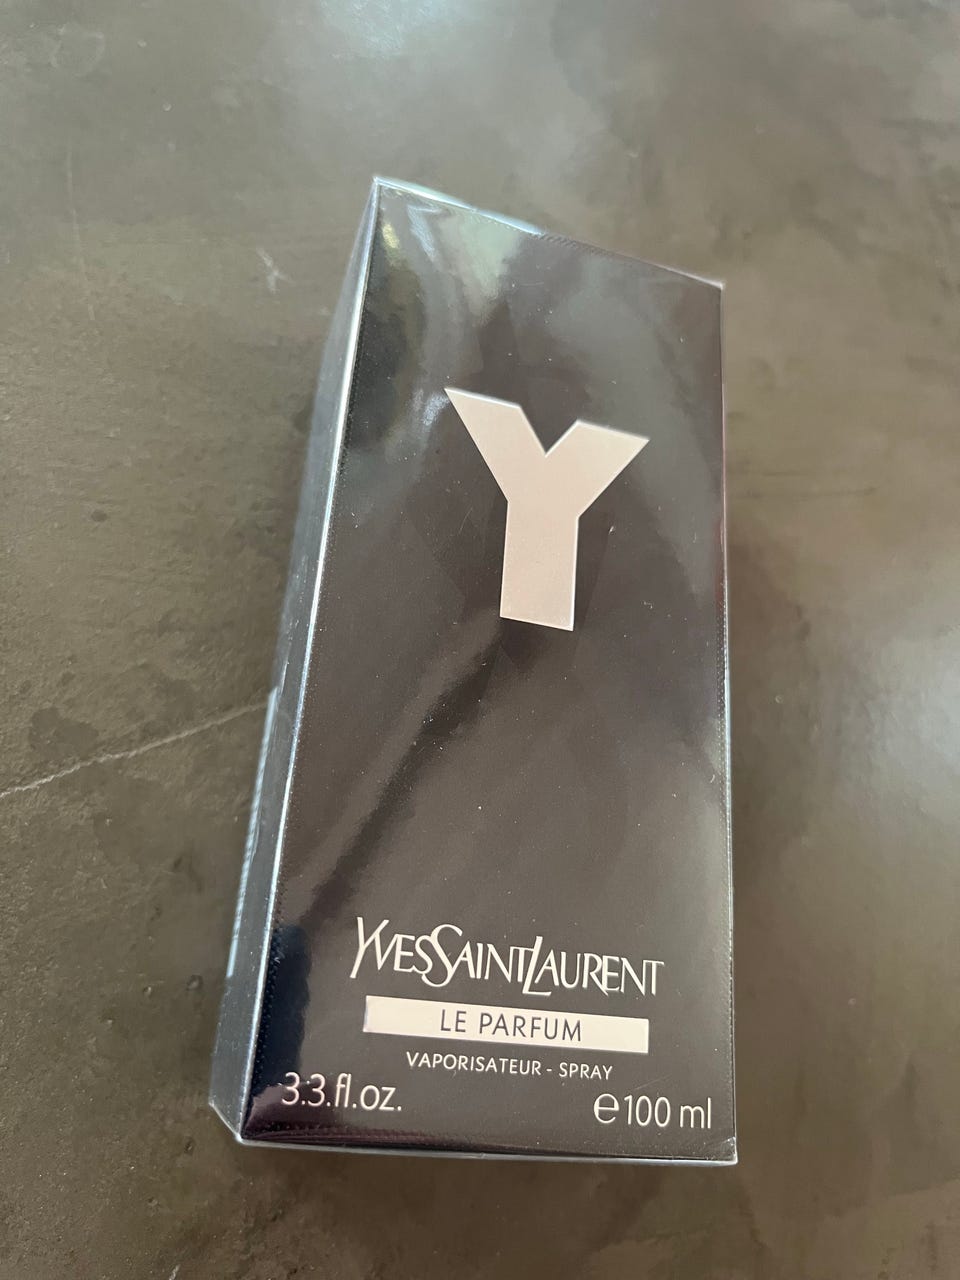 Y
YVESSAINTLAURENT
LE PARFUM
VAPORISATEUR - SPRAY
3.3.fl.oz.
℮100 ml